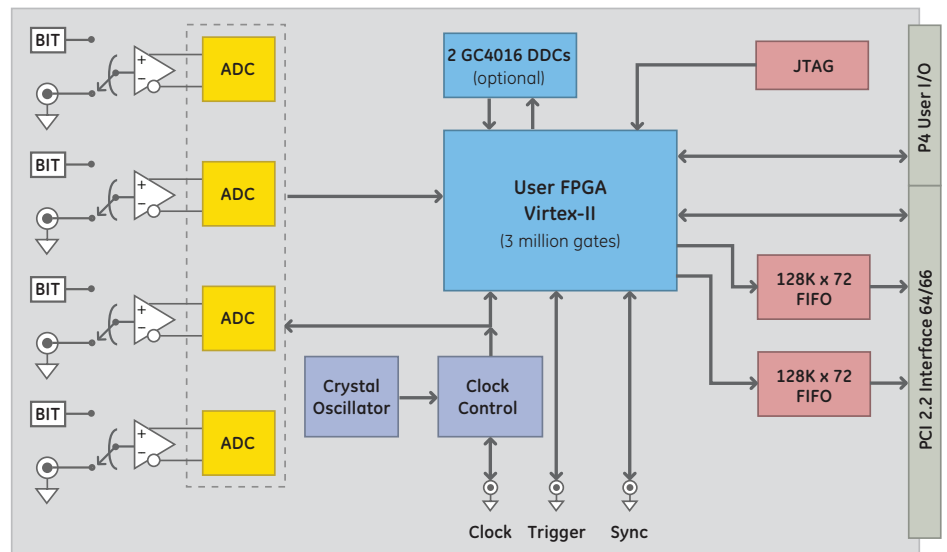 BIT
+
−
ADC
BIT
+
−
ADC
BIT
+
−
ADC
BIT
+
−
ADC
2 GC4016 DDCs
(optional)
JTAG
User FPGA
Virtex-II
(3 million gates)
128K x 72
FIFO
128K x 72
FIFO
Crystal
Oscillator
Clock
Control
Clock
Trigger
Sync
P4 User I/O
PCI 2.2 Interface 64/66